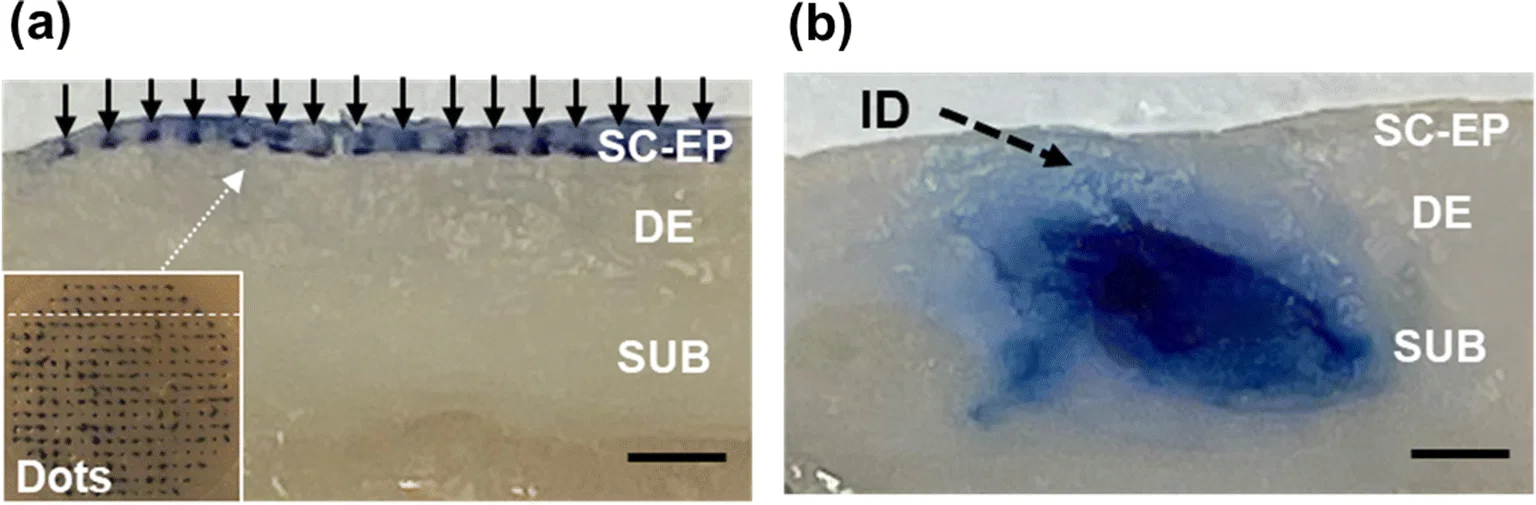 (a)
SC-EP
DE
SUB
Dots
(b)
ID
SC-EP
DE
SUB